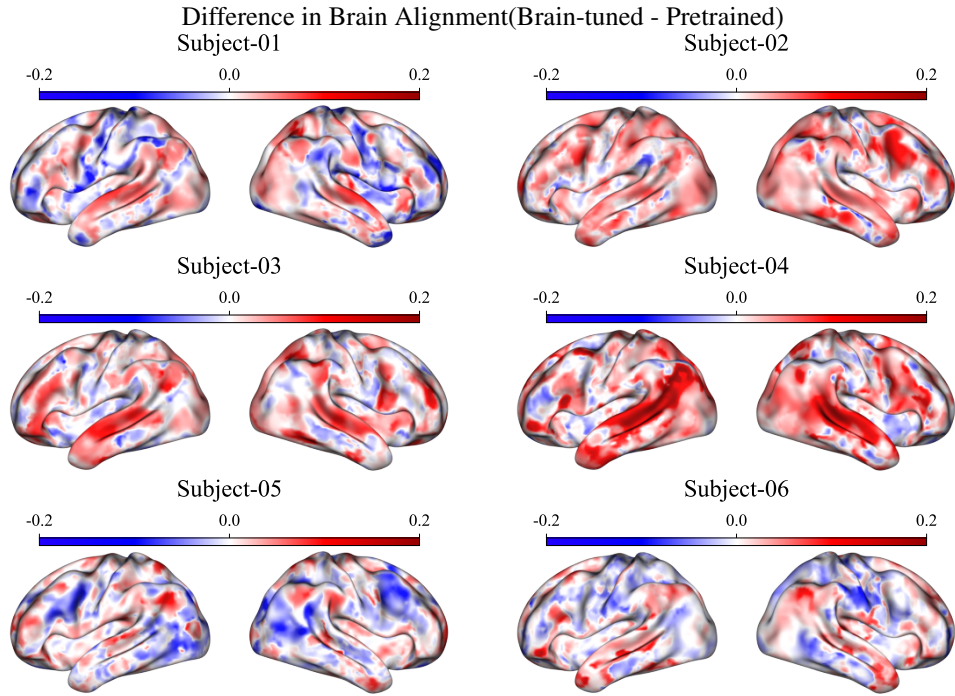 Difference in Brain Alignment(Brain-tuned - Pretrained)
Subject-01
Subject-02
-0.2 0.0 0.2
-0.2 0.0 0.2
Subject-03
Subject-04
-0.2 0.0 0.2
-0.2 0.0 0.2
Subject-05
Subject-06
-0.2 0.0 0.2
-0.2 0.0 0.2